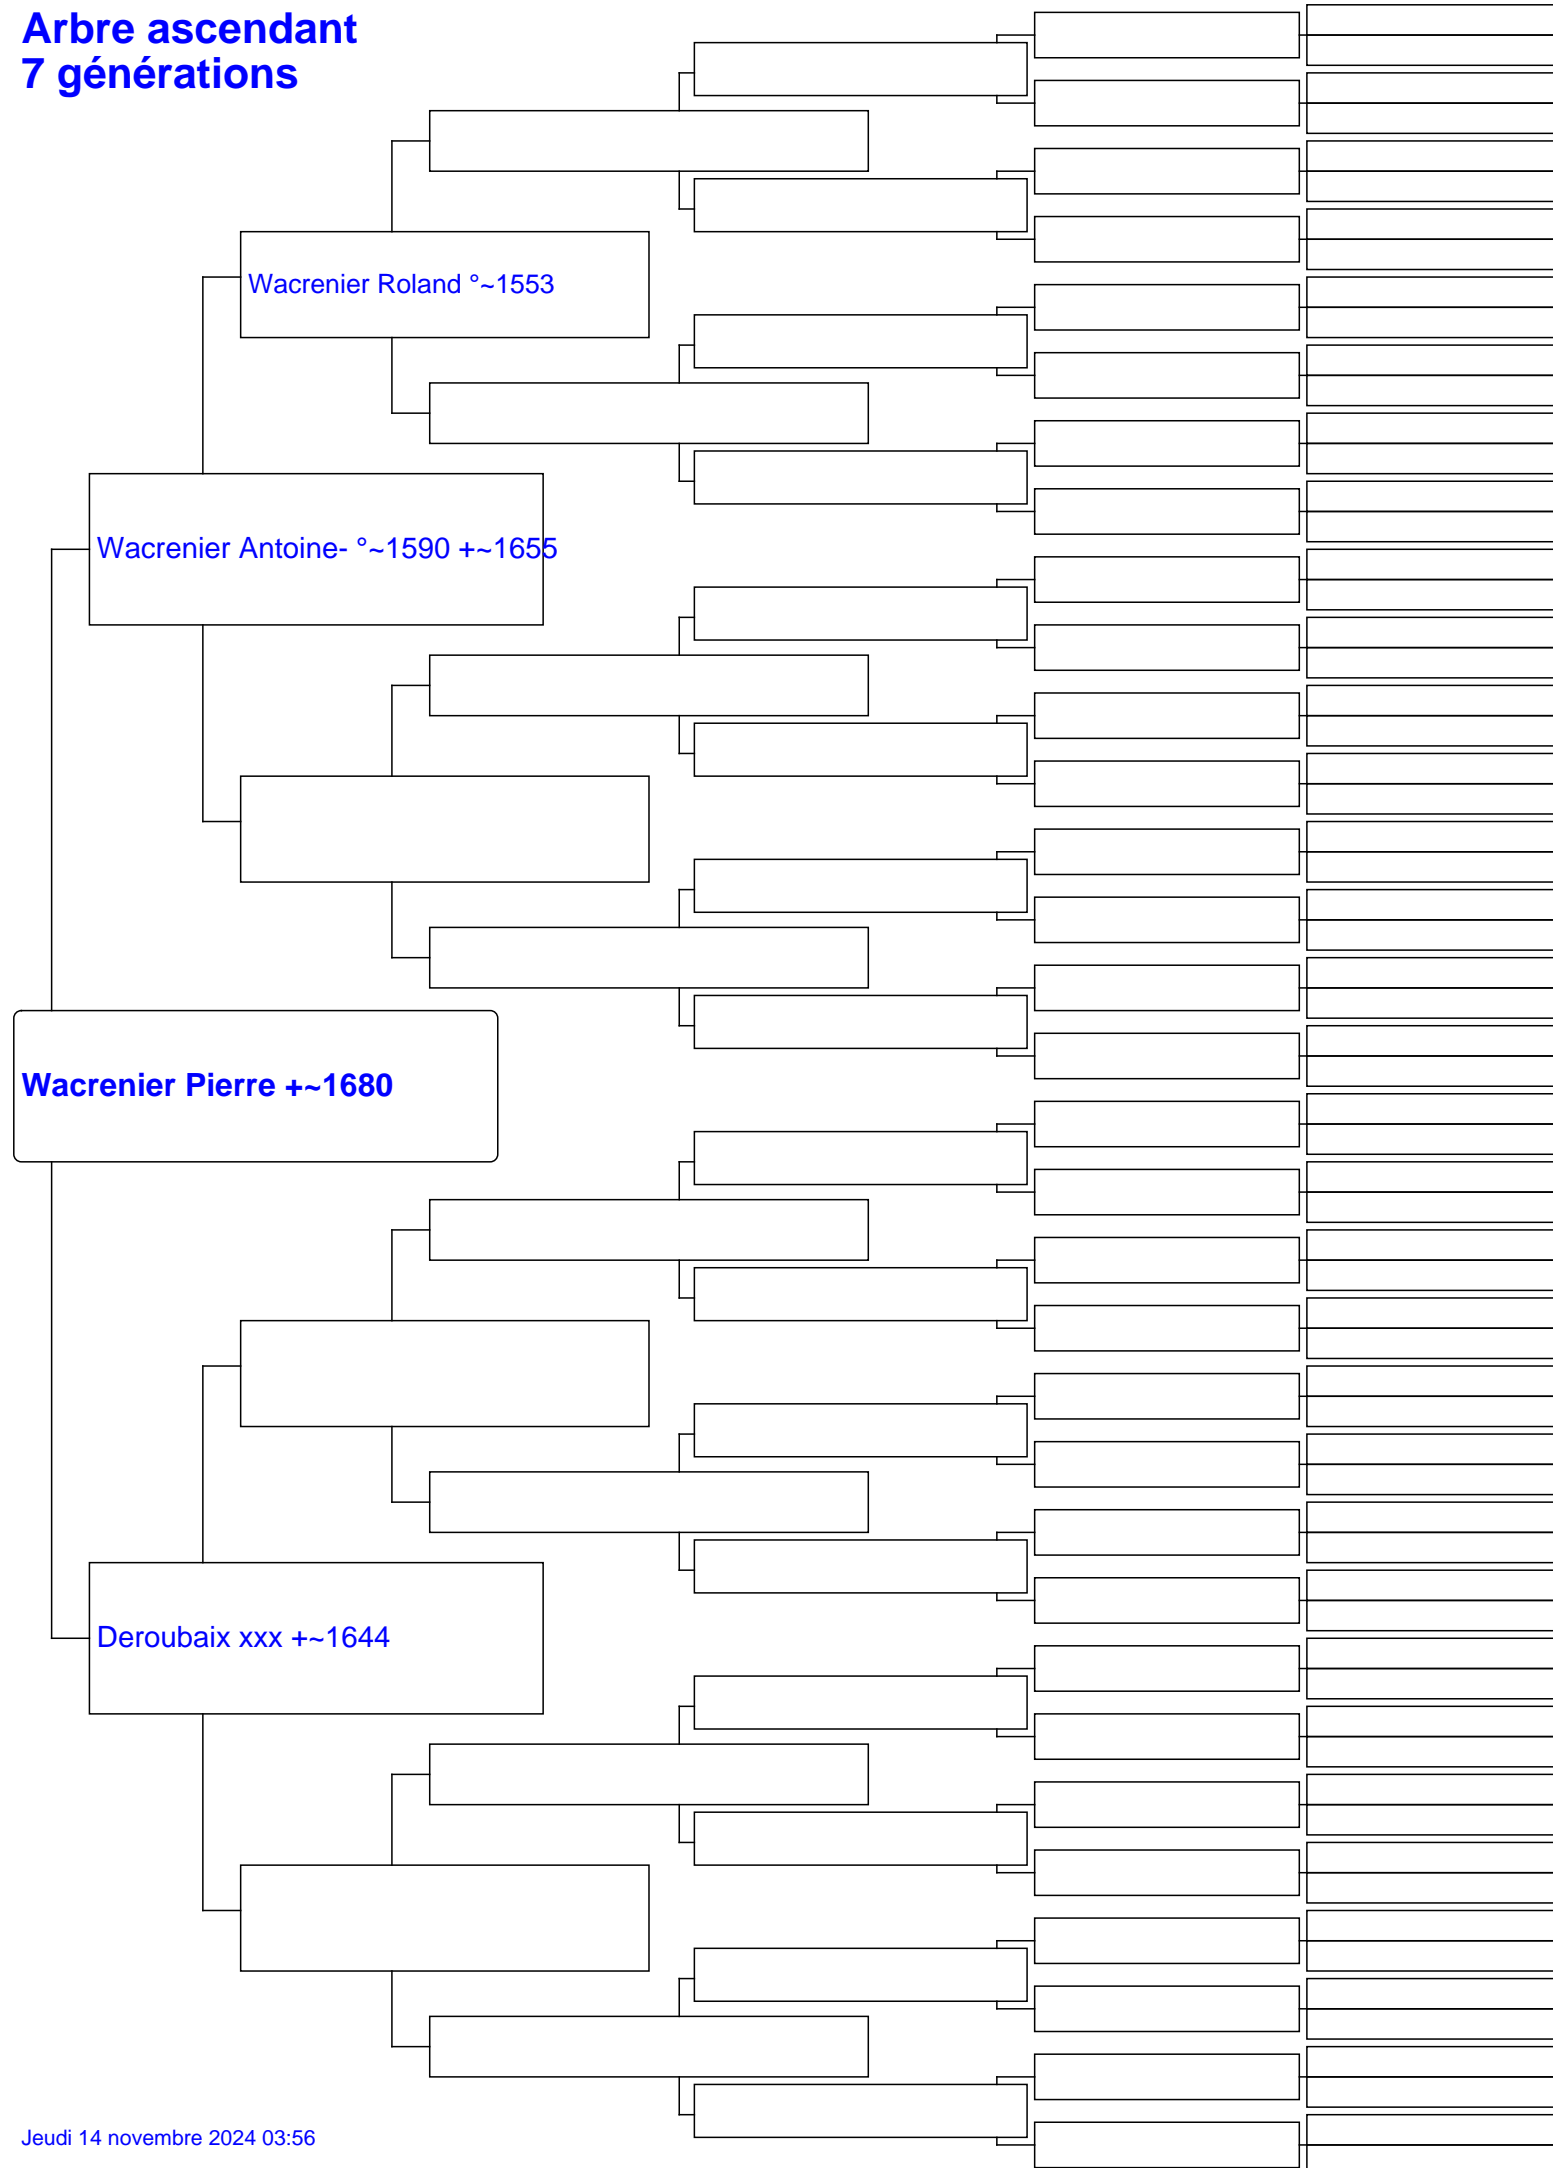 Arbre ascendant
7 générations
Wacrenier Roland °~1553
Wacrenier Antoine- °~1590 +~1655
Wacrenier Pierre +~1680
Deroubaix xxx +~1644
Jeudi 14 novembre 2024 03:56